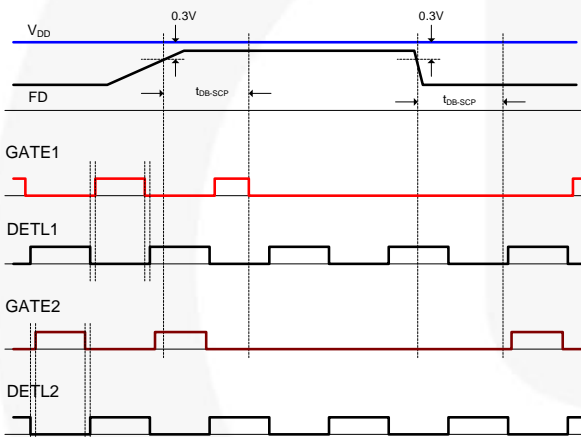 0.3V
0.3V
VDD
FD
tDB-SCP
tDB-SCP
GATE1
DETL1
GATE2
DETL2